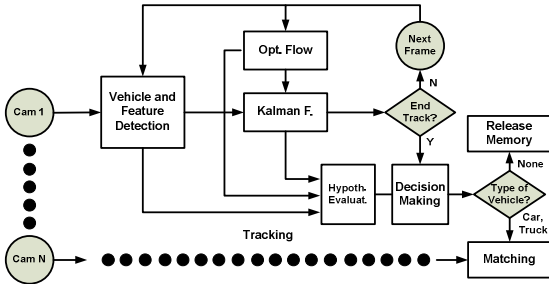 Next
Frame
Opt. Flow
N
Cam 1
Vehicle and
Feature
Detection
Kalman F.
End
Track?
Y
Release
Memory
None
Hypoth.
Evaluat.
Decision
Making
Type of
Vehicle?
Car,
Truck
Tracking
Cam N
Matching